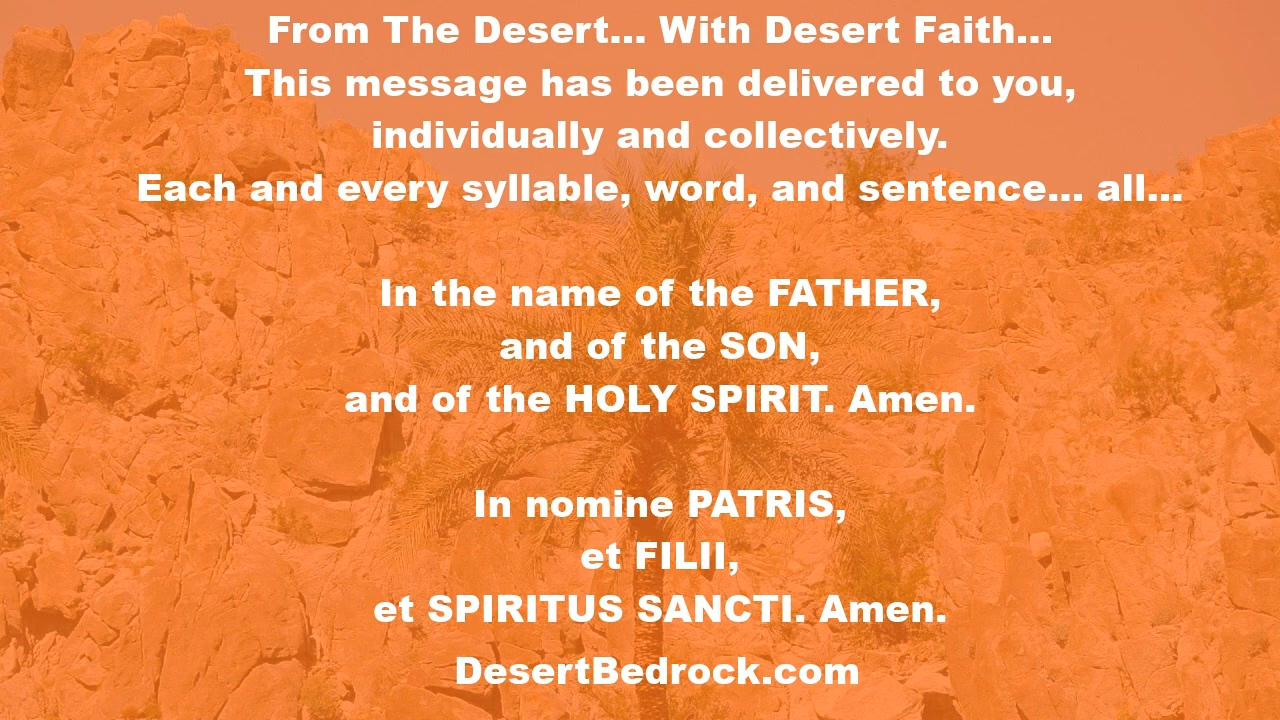 From The Desert... With Desert Faith...
This message has been delivered to you,
individually and collectively.
Each and every syllable, word, and sentence... all...
In the name of the FATHER,
and of the SON,
and of the HOLY SPIRIT. Amen.
In nomine PATRIS,
et FILII,
et SPIRITUS SANCTI. Amen.
DesertBedrock.com